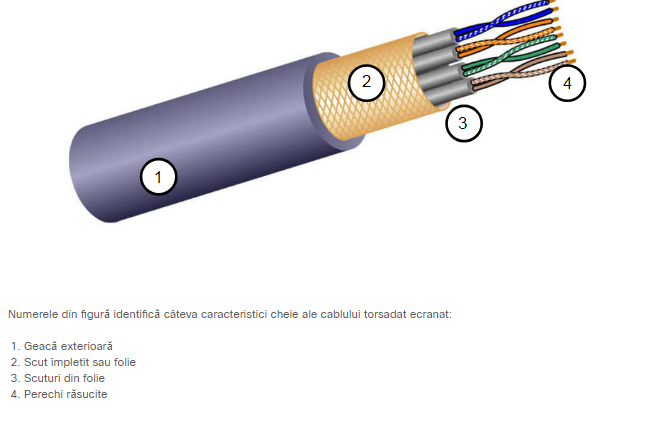 1
2
3
4
Numerele din figură identifică câteva caracteristici cheie ale cablului torsadat ecranat:
1. Geacă exterioară
2. Scut împletit sau folie
3. Scuturi din folie
4. Perechi răsucite